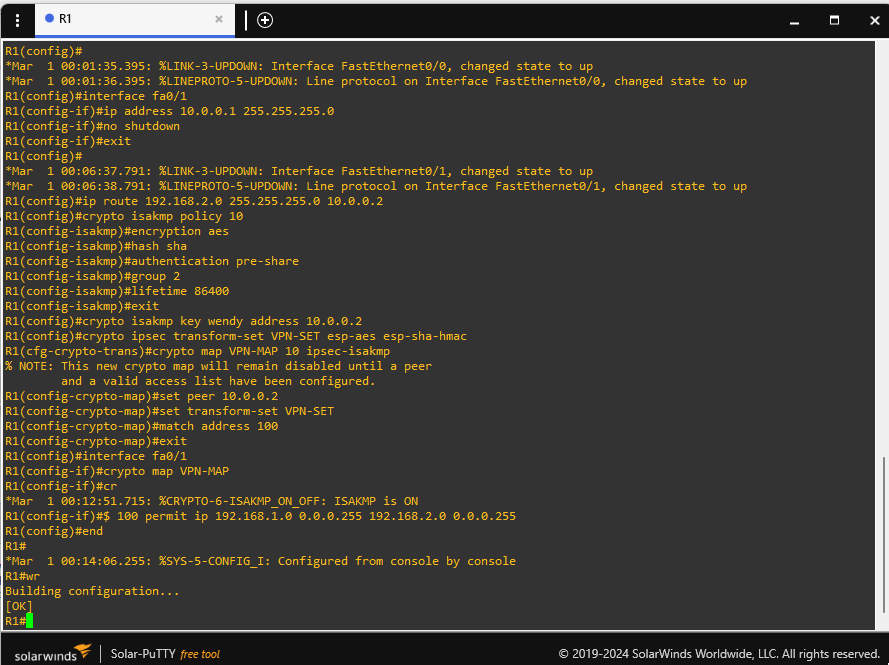 R1
R1(config)#
*Mar  1 00:01:35.395: %LINK-3-UPDOWN: Interface FastEthernet0/0, changed state to up
*Mar  1 00:01:36.395: %LINEPROTO-5-UPDOWN: Line protocol on Interface FastEthernet0/0, changed state to up
R1(config)#interface fa0/1
R1(config-if)#ip address 10.0.0.1 255.255.255.0
R1(config-if)#no shutdown
R1(config-if)#exit
R1(config)#
*Mar  1 00:06:37.791: %LINK-3-UPDOWN: Interface FastEthernet0/1, changed state to up
*Mar  1 00:06:38.791: %LINEPROTO-5-UPDOWN: Line protocol on Interface FastEthernet0/1, changed state to up
R1(config)#ip route 192.168.2.0 255.255.255.0 10.0.0.2
R1(config)#crypto isakmp policy 10
R1(config-isakmp)#encryption aes
R1(config-isakmp)#hash sha
R1(config-isakmp)#authentication pre-share
R1(config-isakmp)#group 2
R1(config-isakmp)#lifetime 86400
R1(config-isakmp)#exit
R1(config)#crypto isakmp key wendy address 10.0.0.2
R1(config)#crypto ipsec transform-set VPN-SET esp-aes esp-sha-hmac
R1(cfg-crypto-trans)#crypto map VPN-MAP 10 ipsec-isakmp
% NOTE: This new crypto map will remain disabled until a peer
        and a valid access list have been configured.
R1(config-crypto-map)#set peer 10.0.0.2
R1(config-crypto-map)#set transform-set VPN-SET
R1(config-crypto-map)#match address 100
R1(config-crypto-map)#exit
R1(config)#interface fa0/1
R1(config-if)#crypto map VPN-MAP
R1(config-if)#cr
*Mar  1 00:12:51.715: %CRYPTO-6-ISAKMP_ON_OFF: ISAKMP is ON
R1(config-if)#$ 100 permit ip 192.168.1.0 0.0.0.255 192.168.2.0 0.0.0.255
R1(config)#end
R1#
*Mar  1 00:14:06.255: %SYS-5-CONFIG_I: Configured from console by console
R1#wr
Building configuration...
[OK]
R1#
solarwinds | Solar-PuTTY free tool © 2019-2024 SolarWinds Worldwide, LLC. All rights reserved.